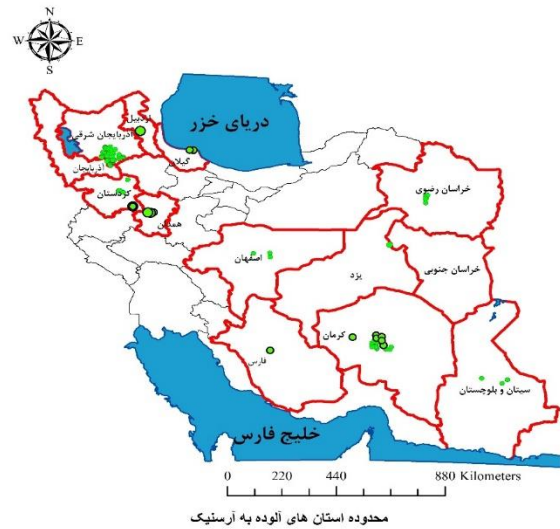 N
W E
S
دریای خزر
اردبیل
آذربایجان شرقی
گیلان
آذربایجان
کردستان
همدان
خراسان رضوی
اصفهان
یزد
خراسان جنوبی
کرمان
فارس
سیتان و بلوچستان
خلیج فارس
0 220 440 880 Kilometers
محدوده استان های آلوده به آرسنیک